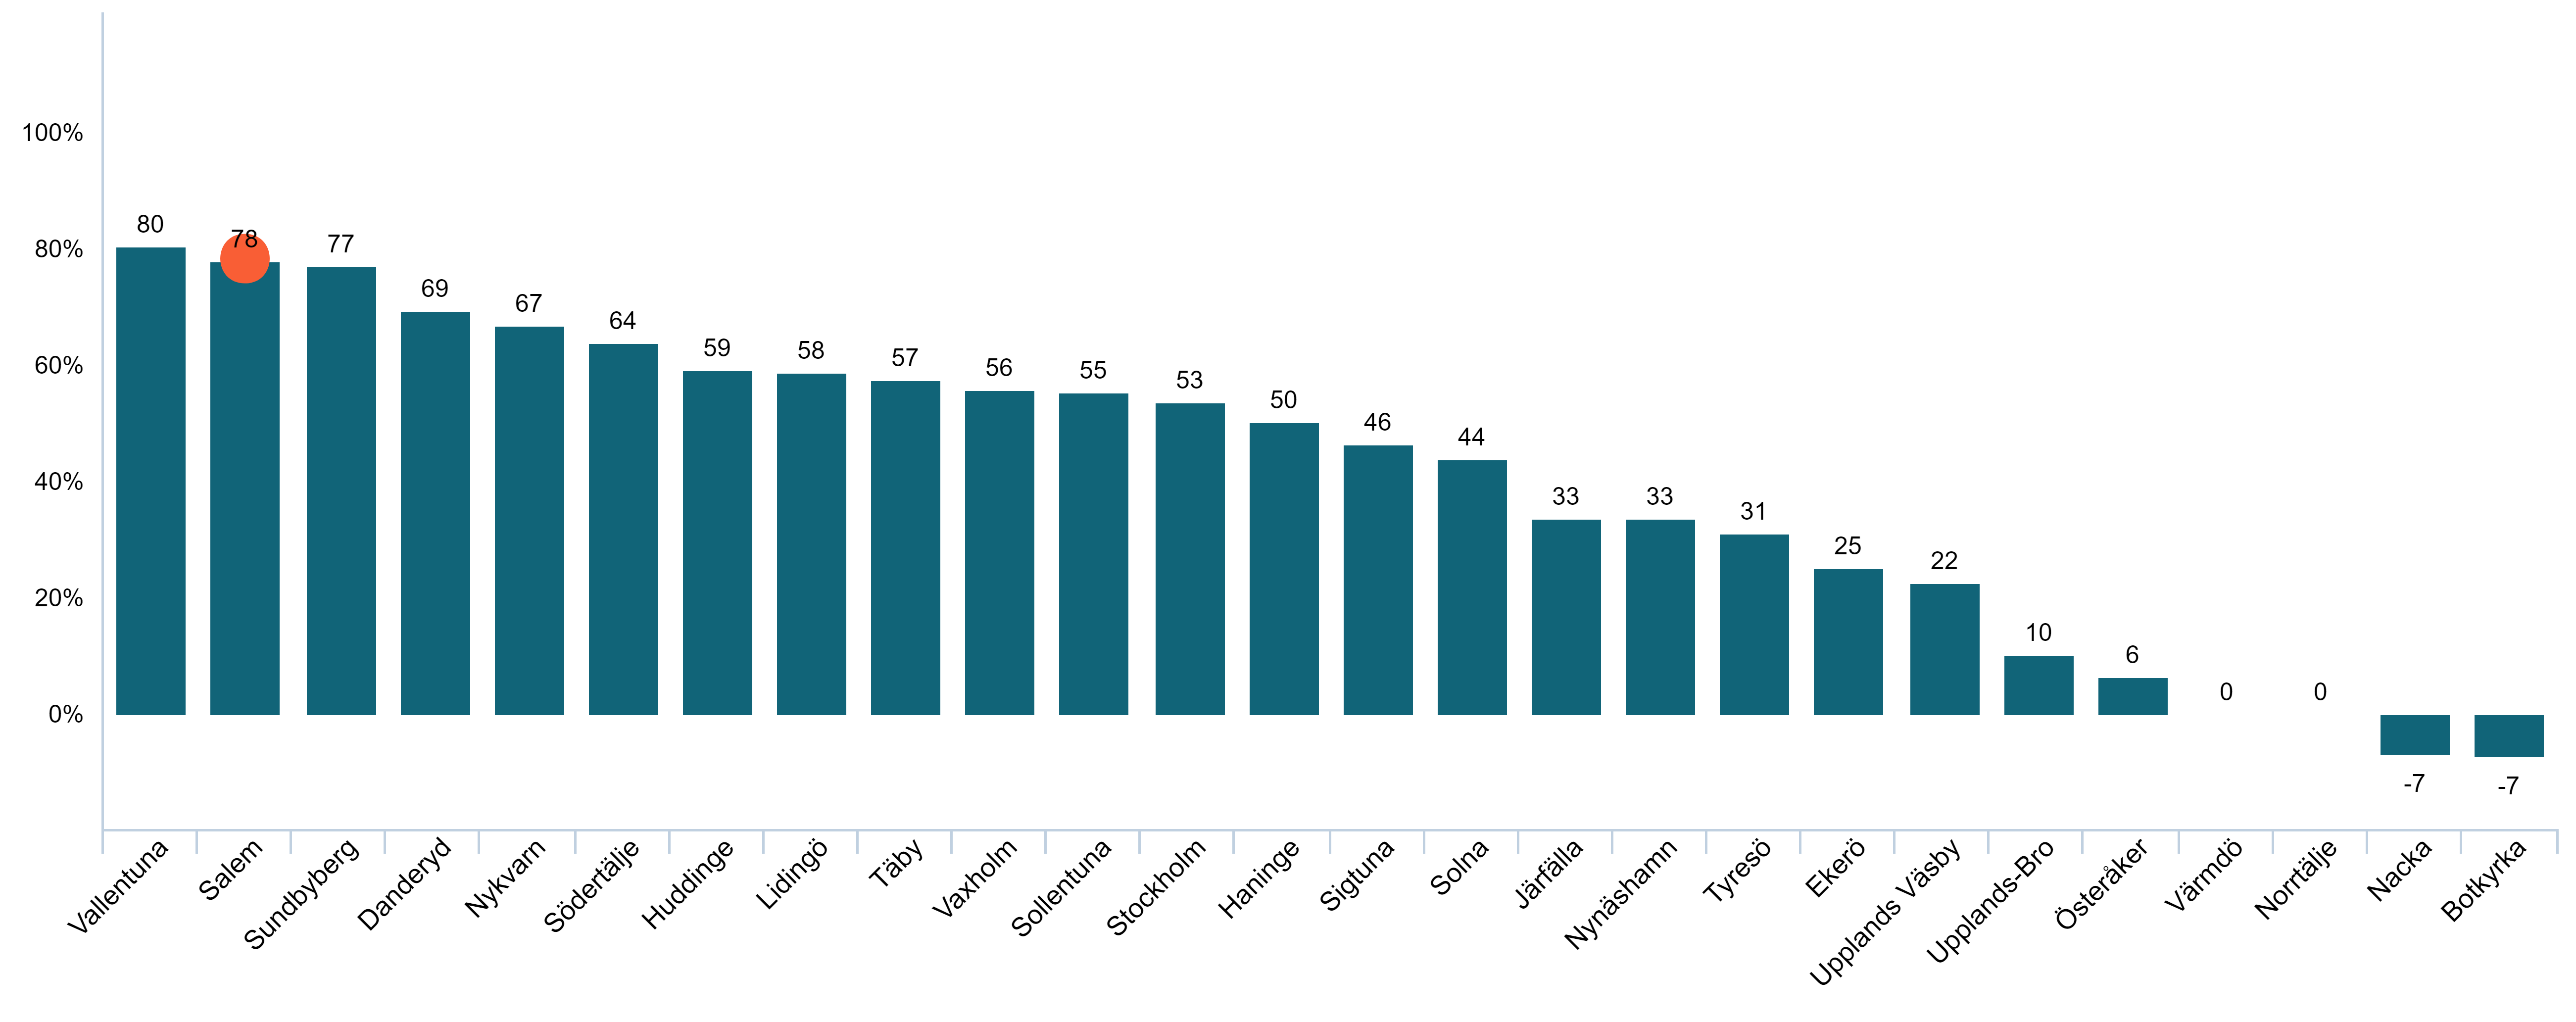 100%
80%
60%
40%
20%
0%
80
78
77
69
67
64
59
58
57
56
55
53
50
46
44
33
33
31
25
22
10
6
0
0
-7
-7
Vallentuna
Salem
Sundbyberg
Danderyd
Nykvarn
Södertälje
Huddinge
Lidingö
Täby
Vaxholm
Sollentuna
Stockholm
Haninge
Sigtuna
Solna
Järfälla
Nynäshamn
Tyresö
Ekerö
Upplands Väsby
Upplands-Bro
Österåker
Värmdö
Norrtälje
Nacka
Botkyrka